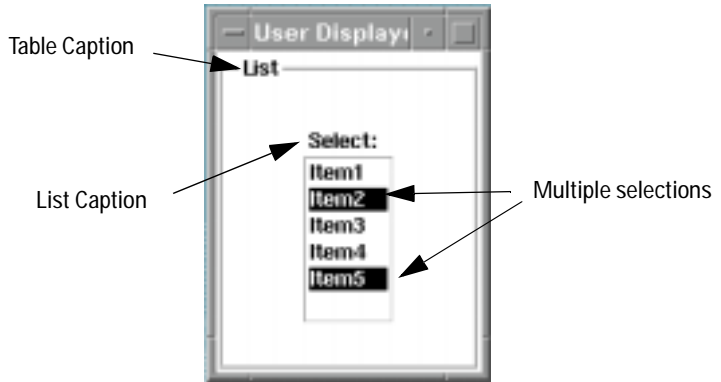 User Display
Table Caption
List
Select:
Item1
Item2
Item3
Item4
Item5
List Caption
Multiple selections